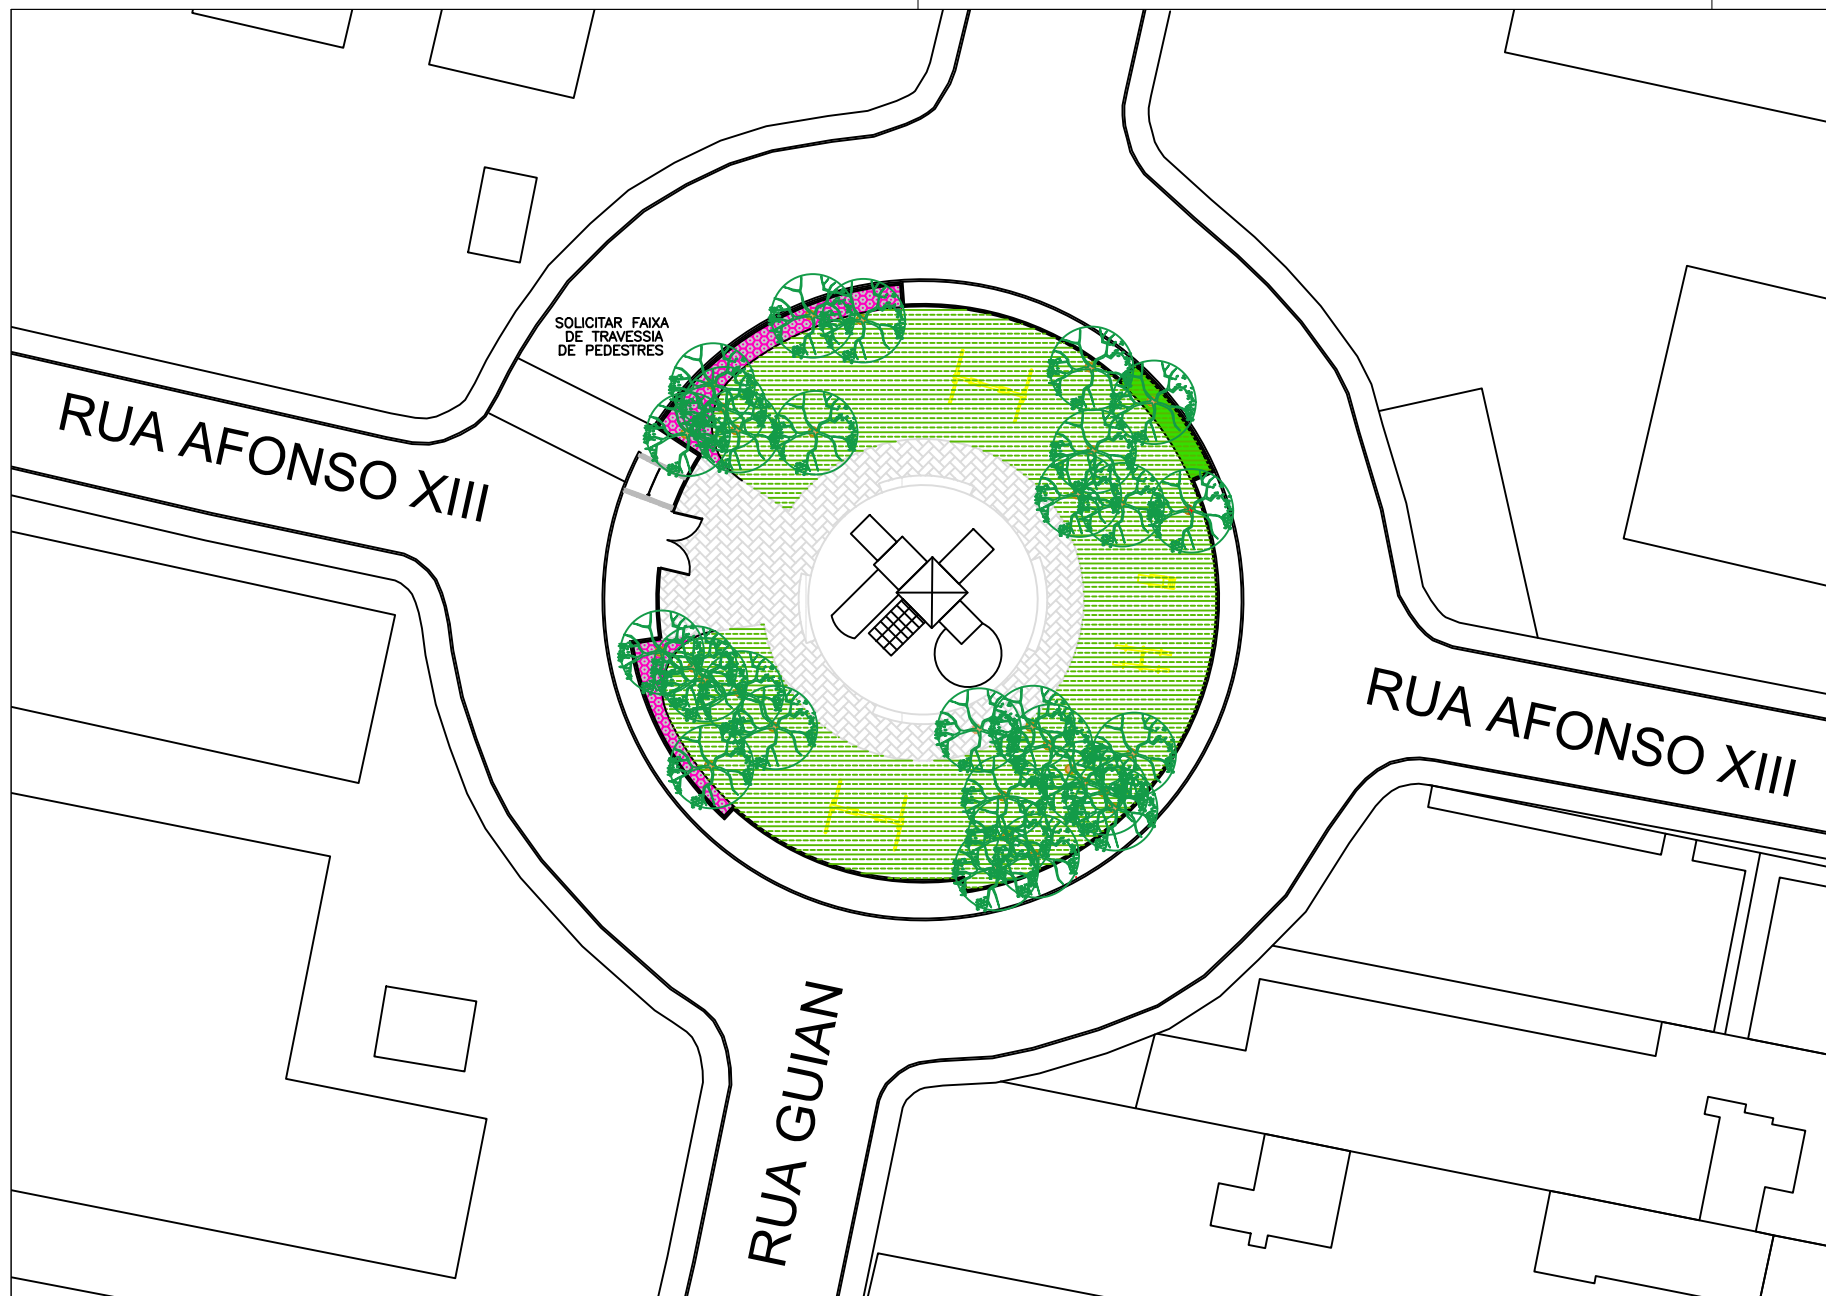 SOLICITAR FAIXA
DE TRAVESSIA
DE PEDESTRES
RUA AFONSO XIII
RUA AFONSO XIII
RUA GUIAN